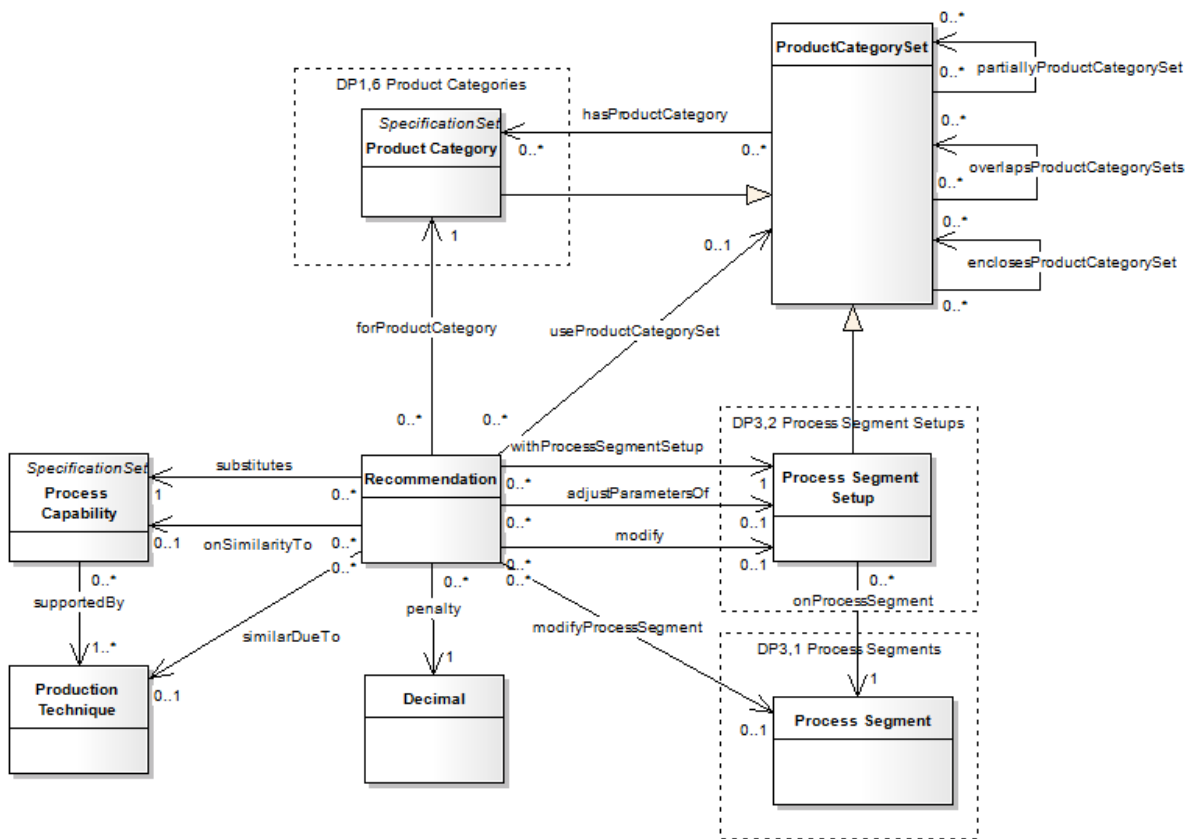 0..*
ProductCategorySet
0..*
partiallyProductCategorySet
DP1,6 Product Categories
SpecificationSet
Product Category
hasProductCategory
0..*
0..*
0..*
overlapsProductCategorySets
0..*
1
0..1
0..*
enclosesProductCategorySet
0..*
forProductCategory
useProductCategorySet
0..*
0..*
DP3,2 Process Segment Setups
SpecificationSet
Process
Capability
substitutes
1
0..*
Recommendation
withProcessSegmentSetup
0..*
1
Process Segment
Setup
adjustParametersOf
0..*
0..1
onSimilarityTo
0..1
0..*
modify
0..*
0..1
0..*
supportedBy
1..*
0..*
similarDueTo
0..1
0..*
penalty
1
0..*
modifyProcessSegment
0..1
0..*
onProcessSegment
1
DP3,1 Process Segments
Production
Technique
Decimal
Process Segment